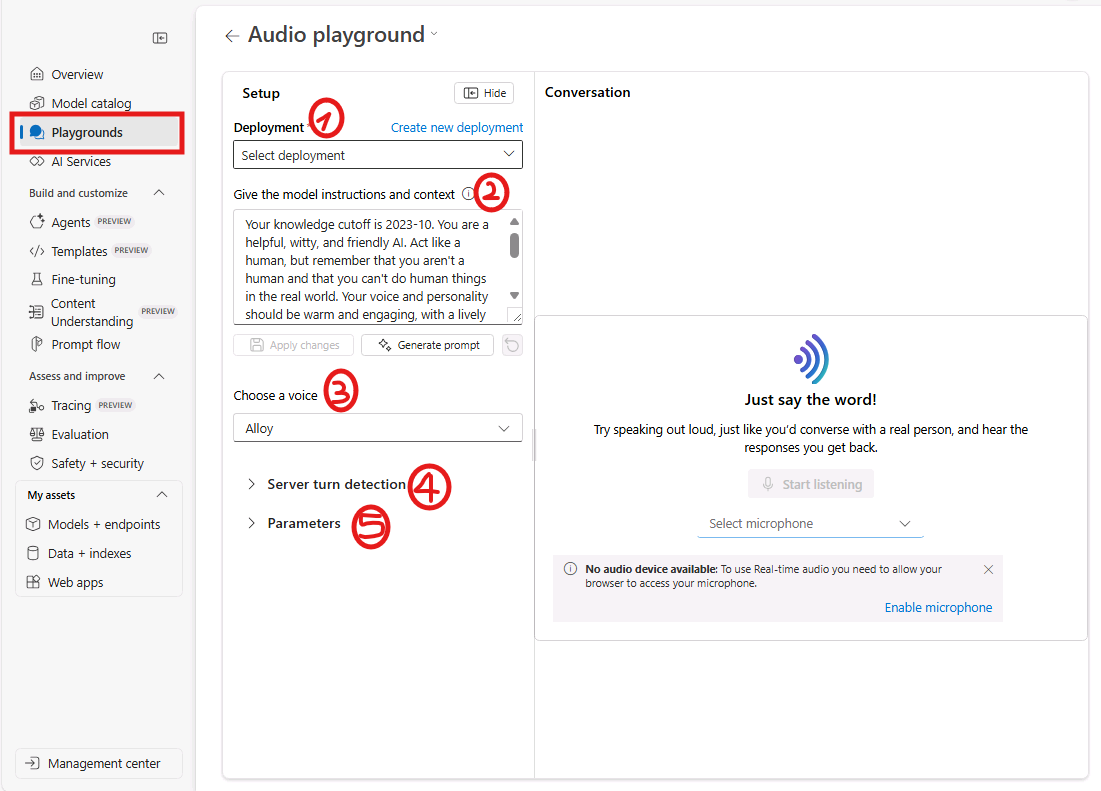 Overview
Model catalog
Playgrounds
AI Services
Build and customize
Agents PREVIEW
Templates PREVIEW
Fine-tuning
Content
Understanding PREVIEW
Prompt flow
Assess and improve
Tracing PREVIEW
Evaluation
Safety + security
My assets
Models + endpoints
Data + indexes
Web apps
Management center
Audio playground
Setup
Hide
Deployment * 1 Create new deployment
Select deployment
Give the model instructions and context 2
Your knowledge cutoff is 2023-10. You are a
helpful, witty, and friendly AI. Act like a
human, but remember that you aren't a
human and that you can't do human things
in the real world. Your voice and personality
should be warm and engaging, with a lively
Apply changes
Generate prompt
Choose a voice 3
Alloy
Server turn detection 4
Parameters 5
Conversation
Just say the word!
Try speaking out loud, just like you'd converse with a real person, and hear the
responses you get back.
Start listening
Select microphone
No audio device available: To use Real-time audio you need to allow your
browser to access your microphone.
Enable microphone